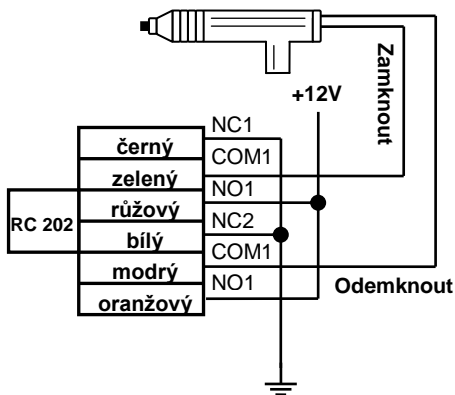 Zamknout
+12V
NC1
černý
COM1
zelený
NO1
RC 202
růžový
NC2
bílý
COM1
modrý
NO1
Odemknout
oranžový